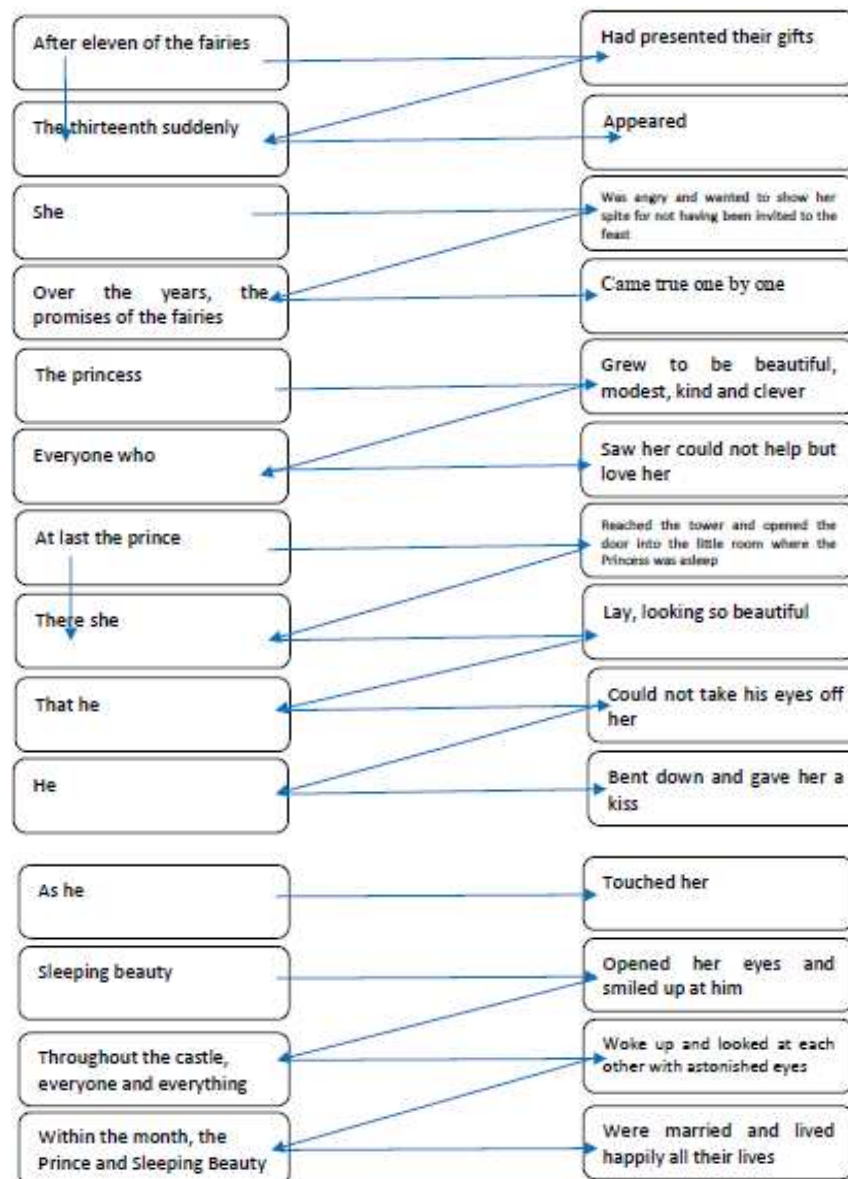 After eleven of the fairies
Had presented their gifts
The thirteenth suddenly
Appeared
She
Was angry and wanted to show her
spite for not having been invited to the
feast
Over the years, the
promises of the fairies
Came true one by one
The princess
Grew to be beautiful,
modest, kind and clever
Everyone who
Saw her could not help but
love her
At last the prince
Reached the tower and opened the
door into the little room where the
Princess was asleep
There she
Lay, looking so beautiful
That he
Could not take his eyes off
her
He
Bent down and gave her a
kiss
As he
Touched her
Sleeping beauty
Opened her eyes and
smiled up at him
Throughout the castle,
everyone and everything
Woke up and looked at each
other with astonished eyes
Within the month, the
Prince and Sleeping Beauty
Were married and lived
happily all their lives